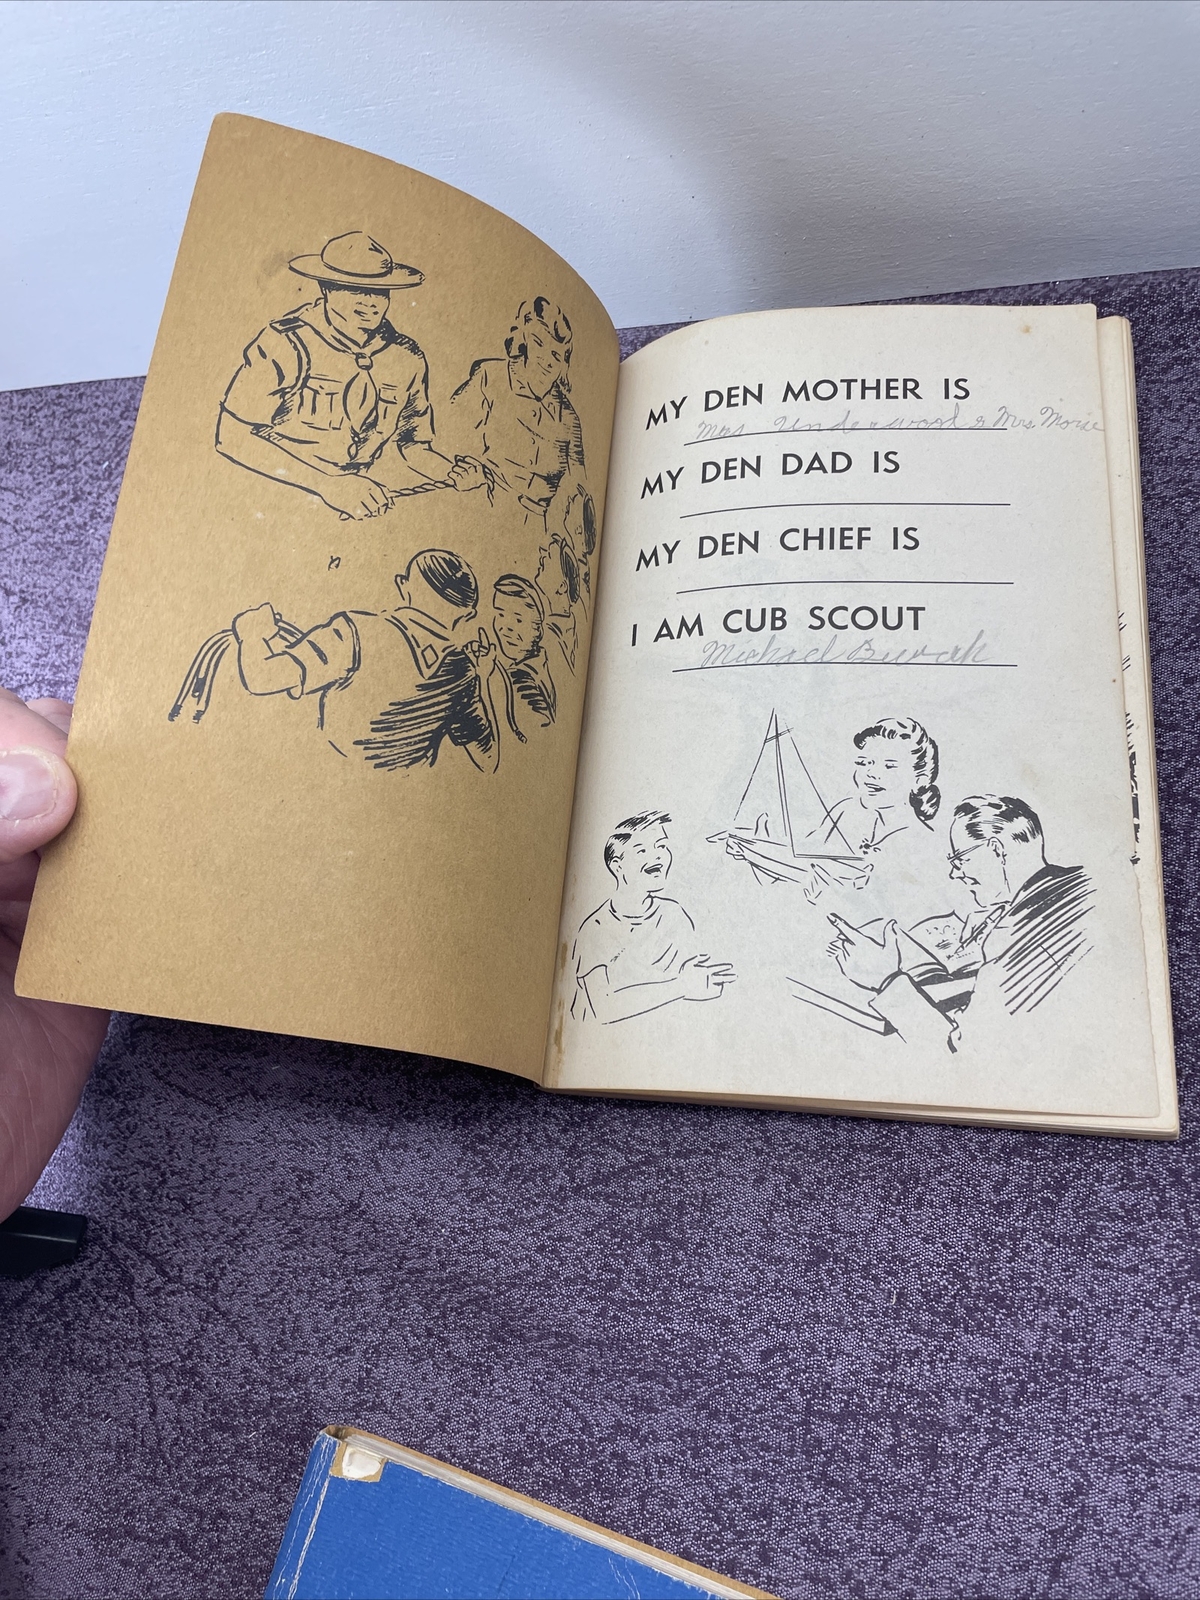 MY DEN MOTHER IS
Mrs. Underwood & Mrs. Morse
MY DEN DAD IS
MY DEN CHIEF IS
I AM CUB SCOUT
Michael